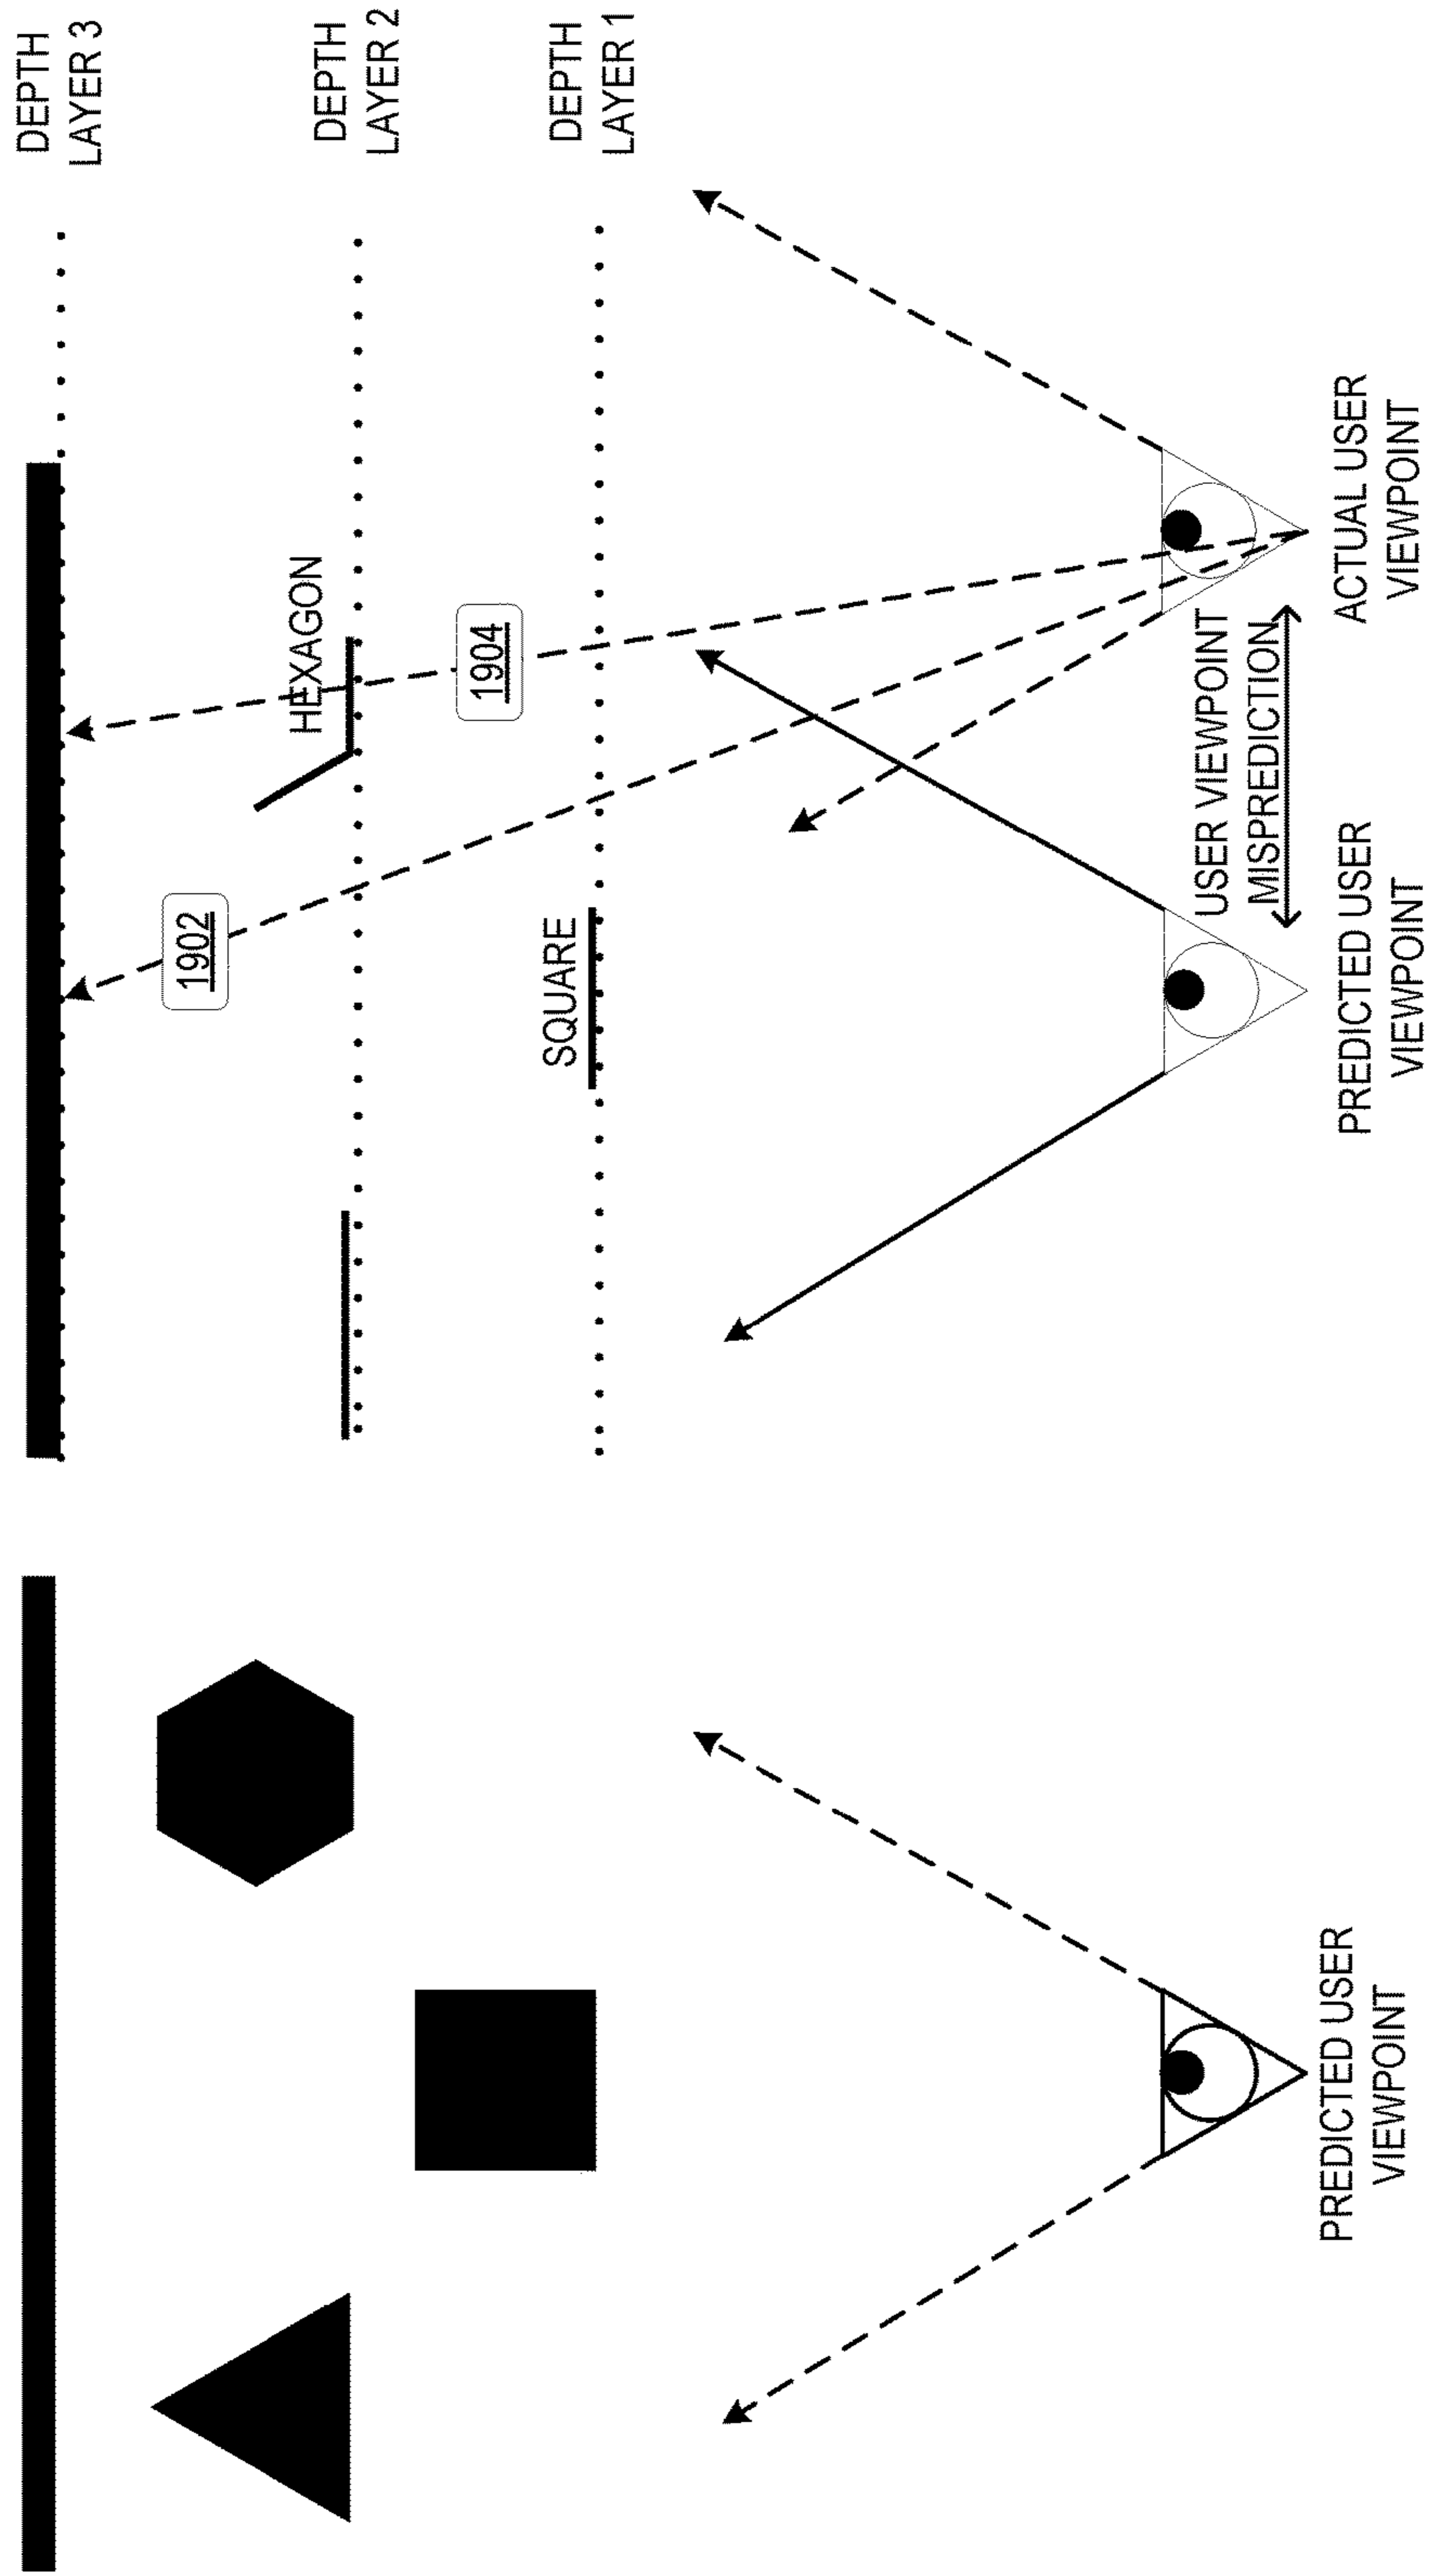 DEPTH
LAYER 3
1902
HEXAGON
DEPTH
LAYER 2
1904
SQUARE
DEPTH
LAYER 1
USER VIEWPOINT
MISPREDICTION
PREDICTED USER
VIEWPOINT
PREDICTED USER
VIEWPOINT
ACTUAL USER
VIEWPOINT